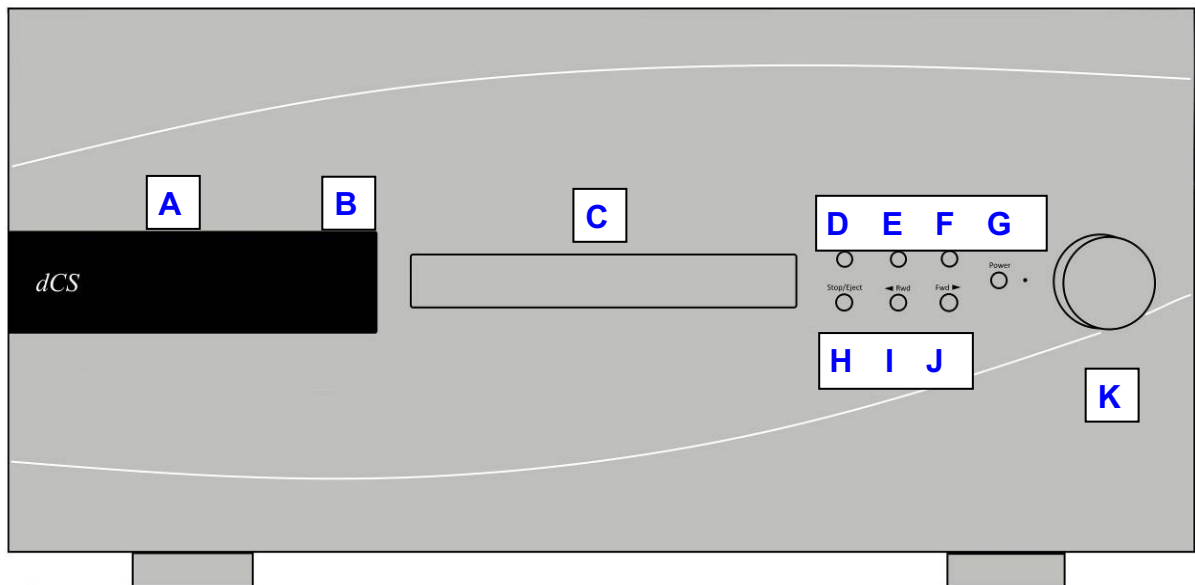 A B C D E F G
dCS
Power
Stop/Eject ◄ Rwd Fwd ►
H I J
K